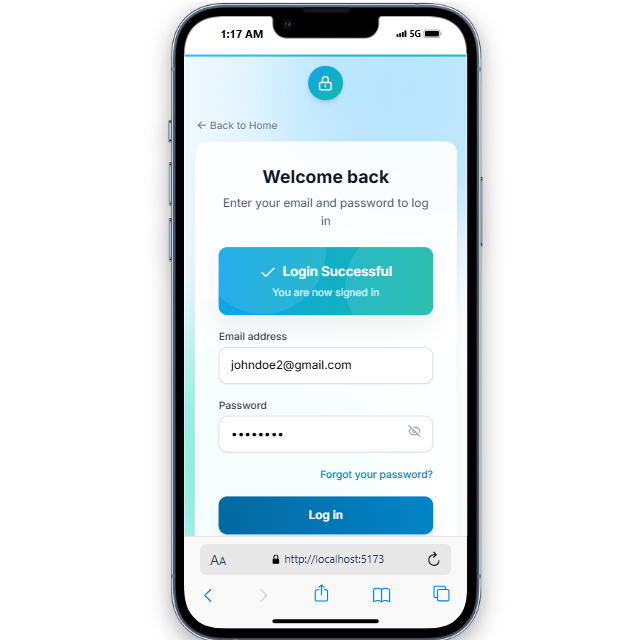 1:17 AM 5G
← Back to Home
Welcome back
Enter your email and password to log
in
✓ Login Successful
You are now signed in
Email address
johndoe2@gmail.com
Password
••••••••
Forgot your password?
Log in
AA http://localhost:5173